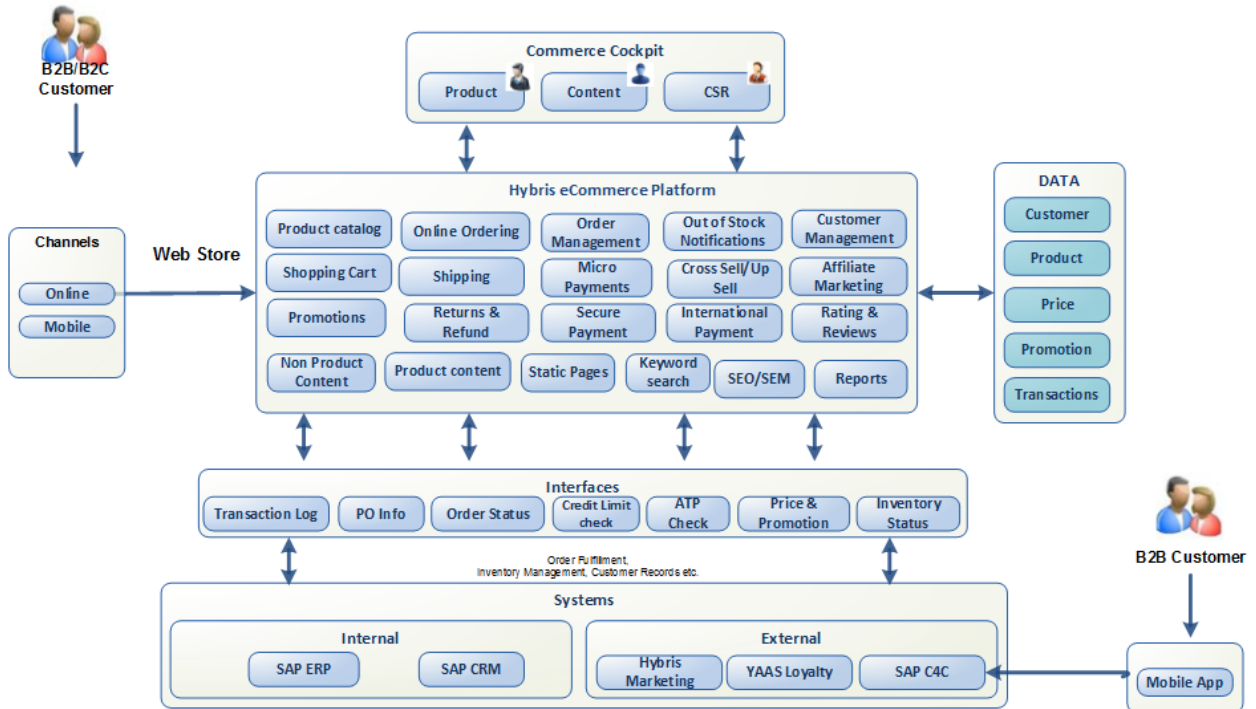 B2B/B2C
Customer
Commerce Cockpit
Product
Content
CSR
Hybris eCommerce Platform
Product catalog
Online Ordering
Order
Management
Out of Stock
Notifications
Customer
Management
Shopping Cart
Shipping
Micro
Payments
Cross Sell/Up
Sell
Affiliate
Marketing
Promotions
Returns &
Refund
Secure
Payment
International
Payment
Rating &
Reviews
Non Product
Content
Product content
Static Pages
Keyword
search
SEO/SEM
Reports
Channels
Online
Mobile
Web Store
DATA
Customer
Product
Price
Promotion
Transactions
Interfaces
Transaction Log
PO Info
Order Status
Credit Limit
check
ATP
Check
Price &
Promotion
Inventory
Status
Order Fulfillment,
Inventory Management, Customer Records etc.
Systems
Internal
SAP ERP
SAP CRM
External
Hybris
Marketing
YAAS Loyalty
SAP C4C
B2B Customer
Mobile App